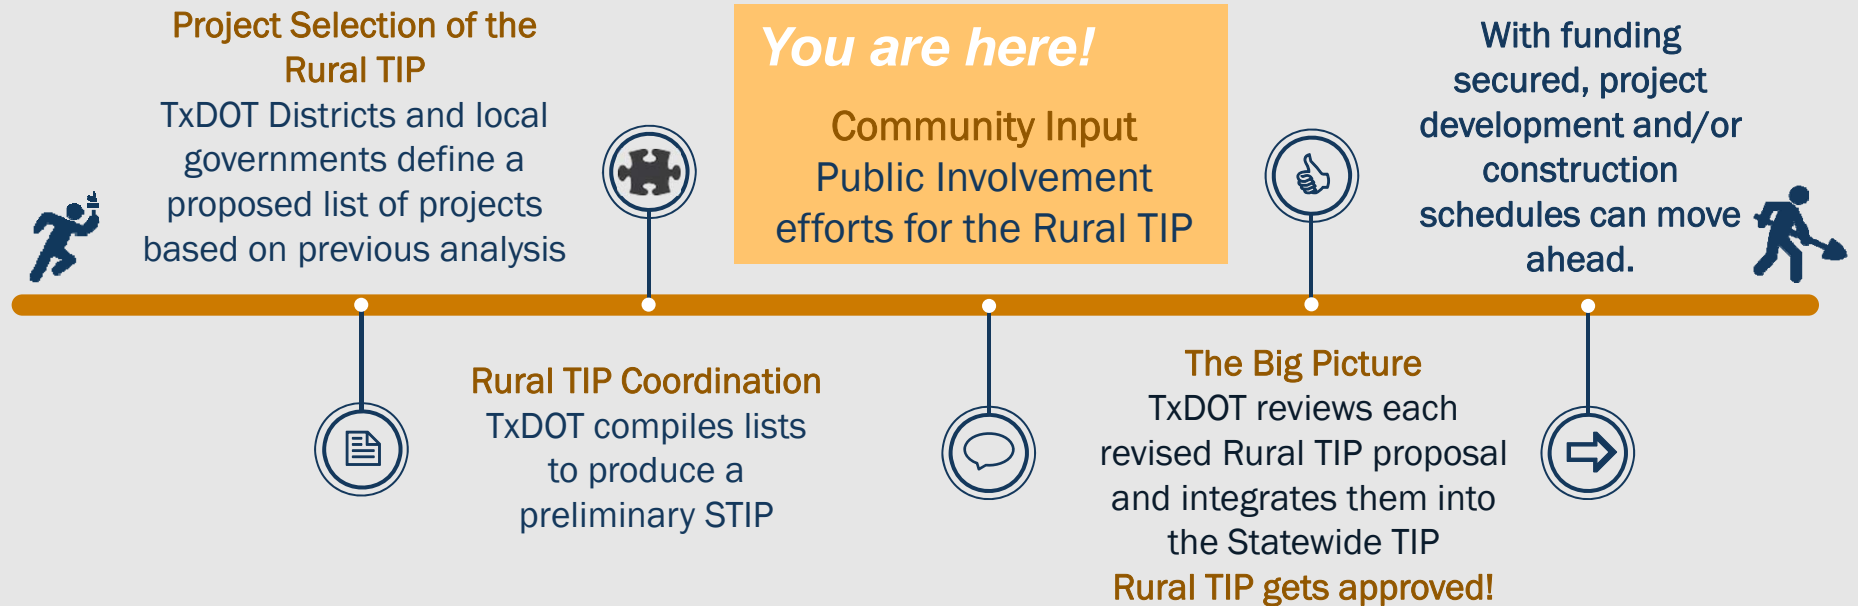 Project Selection of the
Rural TIP
TxDOT Districts and local
governments define a
proposed list of projects
based on previous analysis
Rural TIP Coordination
TxDOT compiles lists
to produce a
preliminary STIP
You are here!
Community Input
Public Involvement
efforts for the Rural TIP
The Big Picture
TxDOT reviews each
revised Rural TIP proposal
and integrates them into
the Statewide TIP
Rural TIP gets approved!
With funding
secured, project
development and/or
construction
schedules can move
ahead.